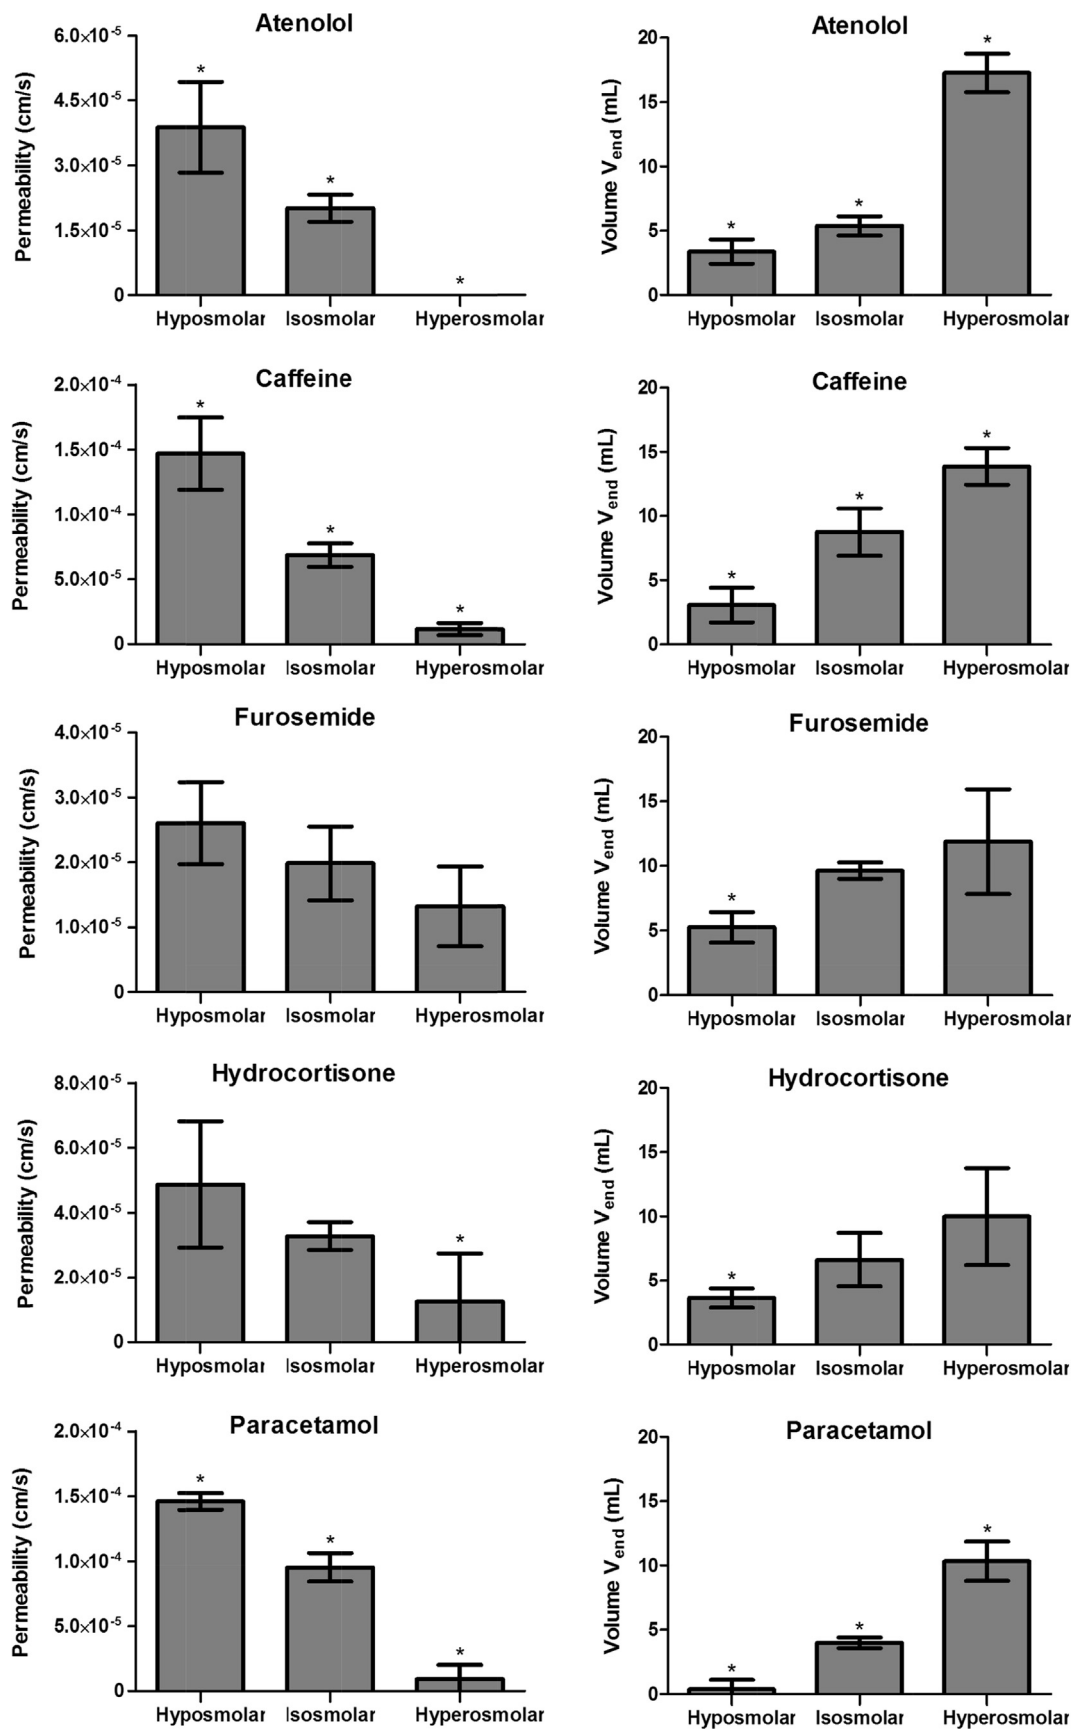 Atenolol
Permeability (cm/s)
6.0×10⁻⁵
4.5×10⁻⁵
3.0×10⁻⁵
1.5×10⁻⁵
0
* * *
Hyposmolar Isosmolar Hyperosmolar
Atenolol
Volume Vend (mL)
20
15
10
5
0
* * *
Hyposmolar Isosmolar Hyperosmolar
Caffeine
Permeability (cm/s)
2.0×10⁻⁴
1.5×10⁻⁴
1.0×10⁻⁴
5.0×10⁻⁵
0
* * *
Hyposmolar Isosmolar Hyperosmolar
Caffeine
Volume Vend (mL)
20
15
10
5
0
* * *
Hyposmolar Isosmolar Hyperosmolar
Furosemide
Permeability (cm/s)
4.0×10⁻⁵
3.0×10⁻⁵
2.0×10⁻⁵
1.0×10⁻⁵
0
Hyposmolar Isosmolar Hyperosmolar
Furosemide
Volume Vend (mL)
20
15
10
5
0
*
Hyposmolar Isosmolar Hyperosmolar
Hydrocortisone
Permeability (cm/s)
8.0×10⁻⁵
6.0×10⁻⁵
4.0×10⁻⁵
2.0×10⁻⁵
0
*
Hyposmolar Isosmolar Hyperosmolar
Hydrocortisone
Volume Vend (mL)
20
15
10
5
0
*
Hyposmolar Isosmolar Hyperosmolar
Paracetamol
Permeability (cm/s)
2.0×10⁻⁴
1.5×10⁻⁴
1.0×10⁻⁴
5.0×10⁻⁵
0
* * *
Hyposmolar Isosmolar Hyperosmolar
Paracetamol
Volume Vend (mL)
20
15
10
5
0
* * *
Hyposmolar Isosmolar Hyperosmolar